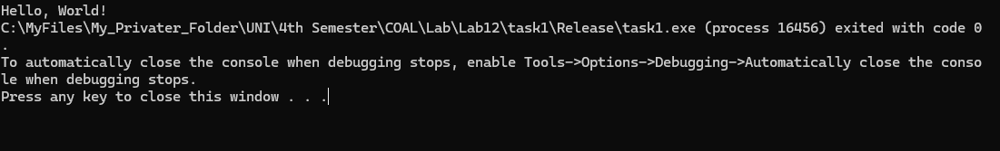 Hello, World!
C:\MyFiles\My_Privater_Folder\UNI\4th Semester\COAL\Lab\Lab12\task1\Release\task1.exe (process 16456) exited with code 0
.
To automatically close the console when debugging stops, enable Tools->Options->Debugging->Automatically close the conso
le when debugging stops.
Press any key to close this window . . .